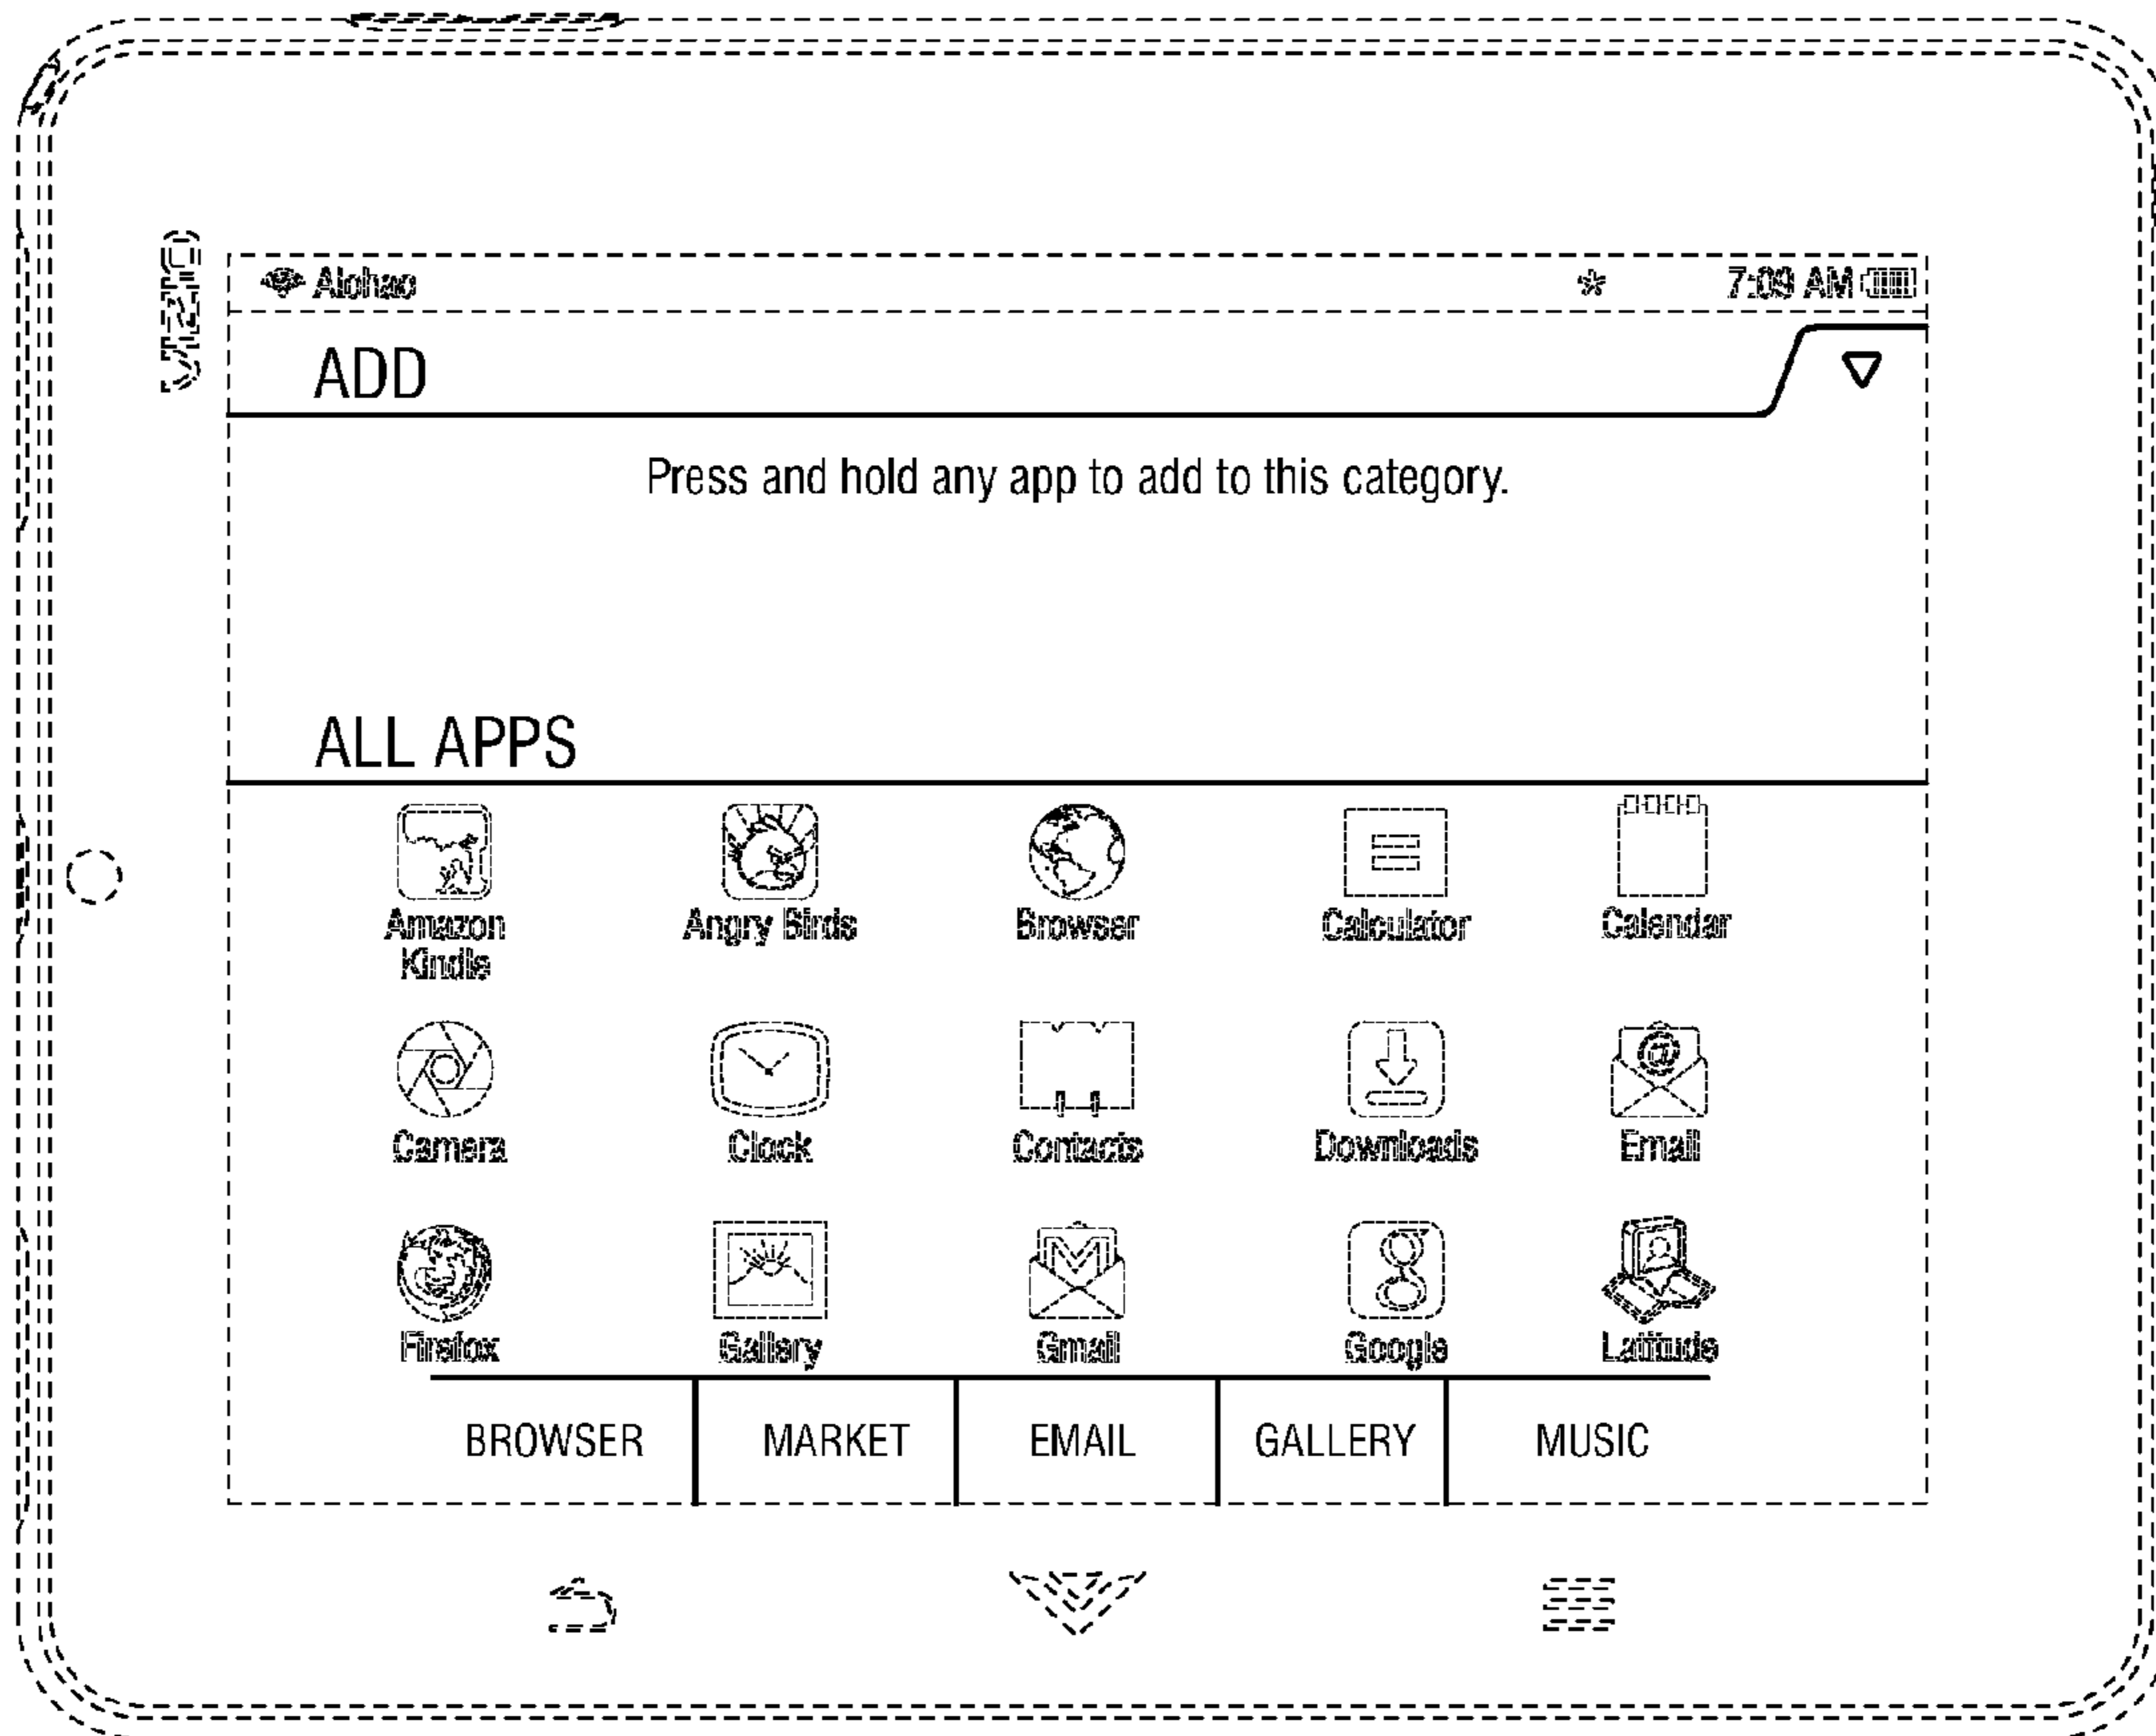 VIZIO
Alohao 7:09 AM
ADD
Press and hold any app to add to this category.
ALL APPS
Amazon Kindle Angry Birds Browser Calculator Calendar
Camera Clock Contacts Downloads Email
Firefox Gallery Gmail Google Latitude
BROWSER MARKET EMAIL GALLERY MUSIC